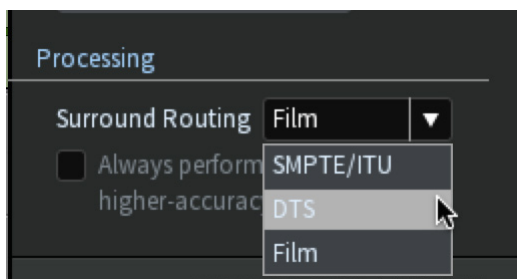 Processing
Surround Routing Film
Always perform
higher-accurac
SMPTE/ITU
DTS
Film